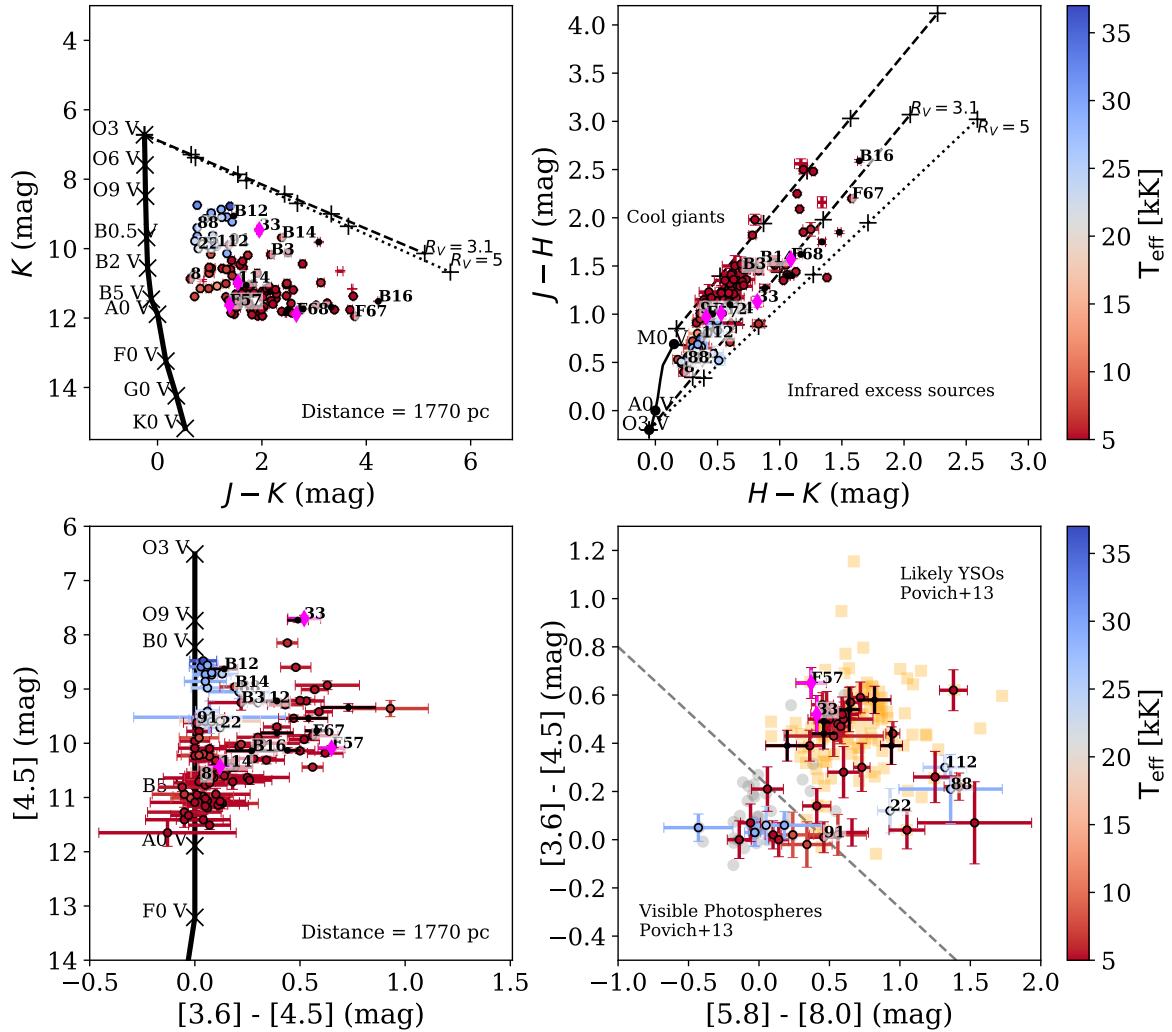 4
6
8
10
12
14
K (mag)
0
2
4
6
J − K (mag)
O3 V
O6 V
O9 V
B0.5 V
B2 V
B5 V
A0 V
F0 V
G0 V
K0 V
B12
88
33
B14
22
112
B3
8
114
F57
F68
B16
F67
R_V = 3.1
R_V = 5
Distance = 1770 pc
4.0
3.5
3.0
2.5
2.0
1.5
1.0
0.5
0.0
J − H (mag)
0.0
0.5
1.0
1.5
2.0
2.5
3.0
H − K (mag)
R_V = 3.1
R_V = 5
B16
F67
Cool giants
F68
B3
33
112
88
M0 V
A0 V
O3 V
Infrared excess sources
35
30
25
20
15
10
5
T_eff [kK]
6
7
8
9
10
11
12
13
14
[4.5] (mag)
−0.5
0.0
0.5
1.0
1.5
[3.6] - [4.5] (mag)
O3 V
O9 V
B0 V
B5
A0 V
F0 V
33
B12
B14
B3
12
91
22
F67
B16
F57
114
8
Distance = 1770 pc
1.2
1.0
0.8
0.6
0.4
0.2
0.0
−0.2
−0.4
[3.6] - [4.5] (mag)
−1.0
−0.5
0.0
0.5
1.0
1.5
2.0
[5.8] - [8.0] (mag)
Likely YSOs
Povich+13
F57
33
112
88
22
91
Visible Photospheres
Povich+13
35
30
25
20
15
10
5
T_eff [kK]